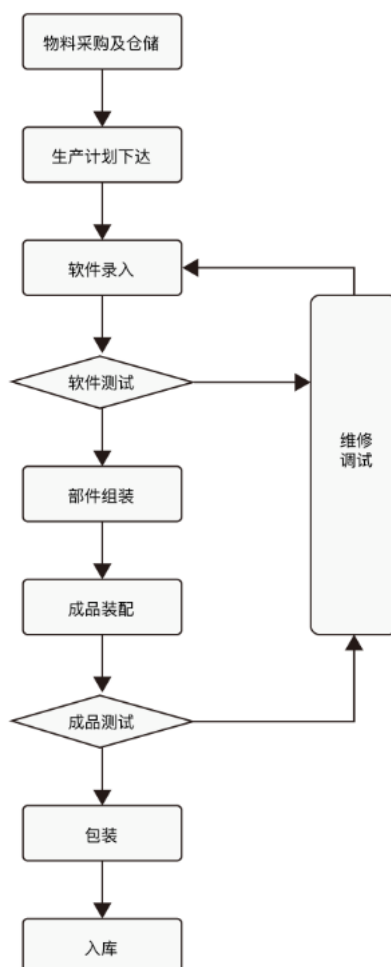 物料采购及仓储
生产计划下达
软件录入
软件测试
维修
调试
部件组装
成品装配
成品测试
包装
入库